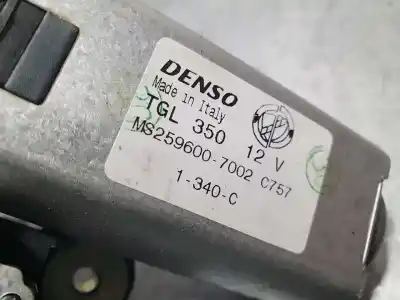 DENSO
Made in Italy
TGL 350 12 V
MS259600-7002 C757
1-340-C